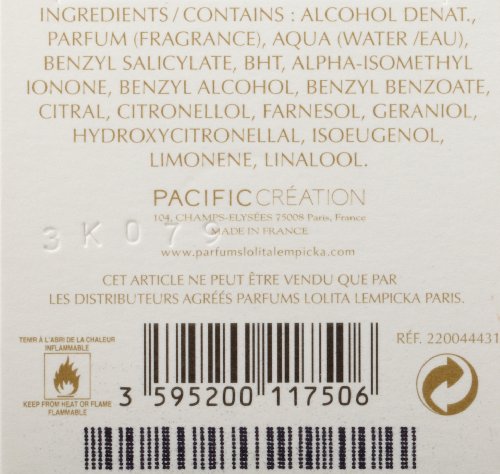 INGREDIENTS / CONTAINS : ALCOHOL DENAT.,
PARFUM (FRAGRANCE), AQUA (WATER /EAU),
BENZYL SALICYLATE, BHT, ALPHA-ISOMETHYL
IONONE, BENZYL ALCOHOL, BENZYL BENZOATE,
CITRAL, CITRONELLOL, FARNESOL, GERANIOL,
HYDROXYCITRONELLAL, ISOEUGENOL,
LIMONENE, LINALOOL.
PACIFIC CRÉATION
104, CHAMPS-ELYSÉES 75008 Paris, France
3K079
MADE IN FRANCE
www.parfumslolitalempicka.com
CET ARTICLE NE PEUT ÊTRE VENDU QUE PAR
LES DISTRIBUTEURS AGRÉÉS PARFUMS LOLITA LEMPICKA PARIS.
TENIR À L'ABRI DE LA CHALEUR
INFLAMMABLE
RÉF. 220044431
KEEP FROM HEAT OR FLAME
FLAMMABLE
3 595200 117506